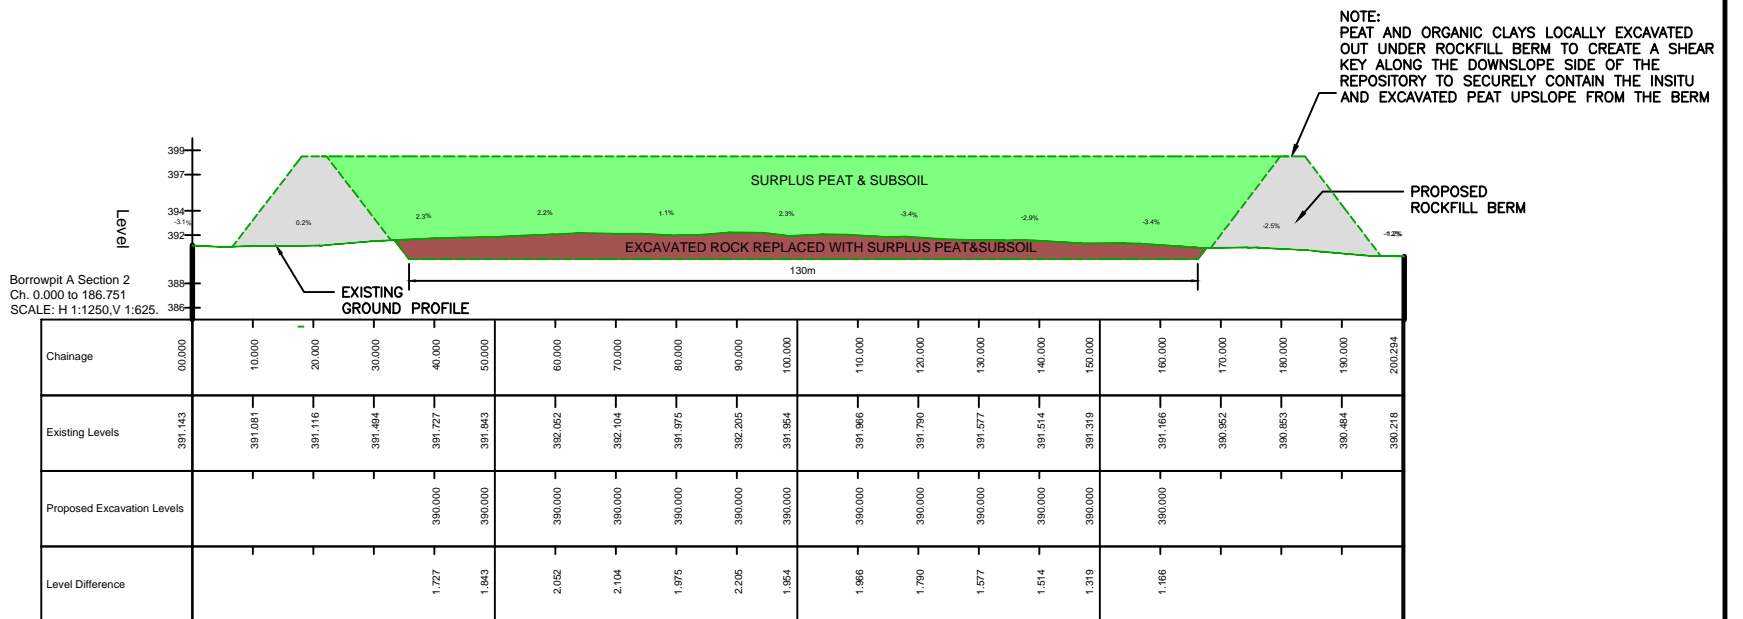 NOTE:
PEAT AND ORGANIC CLAYS LOCALLY EXCAVATED
OUT UNDER ROCKFILL BERM TO CREATE A SHEAR
KEY ALONG THE DOWNSLOPE SIDE OF THE
REPOSITORY TO SECURELY CONTAIN THE INSITU
AND EXCAVATED PEAT UPSLOPE FROM THE BERM
399
397
394
392
388
386
Level
SURPLUS PEAT & SUBSOIL
PROPOSED
ROCKFILL BERM
-3.1% 0.2% 2.3% 2.2% 1.1% 2.3% -3.4% -2.9% -3.4% -2.5%
EXCAVATED ROCK REPLACED WITH SURPLUS PEAT&SUBSOIL
130m
EXISTING
GROUND PROFILE
Borrowpit A Section 2
Ch. 0.000 to 186.751
SCALE: H 1:1250,V 1:625.
Chainage 00.000 10.000 20.000 30.000 40.000 50.000 60.000 70.000 80.000 90.000 100.000 110.000 120.000 130.000 140.000 150.000 160.000 170.000 180.000 190.000 200.294
Existing Levels 391.143 391.081 391.116 391.494 391.727 391.843 392.052 392.104 391.975 392.205 391.954 391.966 391.790 391.577 391.514 391.319 391.166 390.952 390.853 390.484 390.218
Proposed Excavation Levels 390.000 390.000 390.000 390.000 390.000 390.000 390.000 390.000 390.000 390.000 390.000 390.000 390.000
Level Difference 1.727 1.843 2.052 2.104 1.975 2.205 1.954 1.966 1.790 1.577 1.514 1.319 1.166